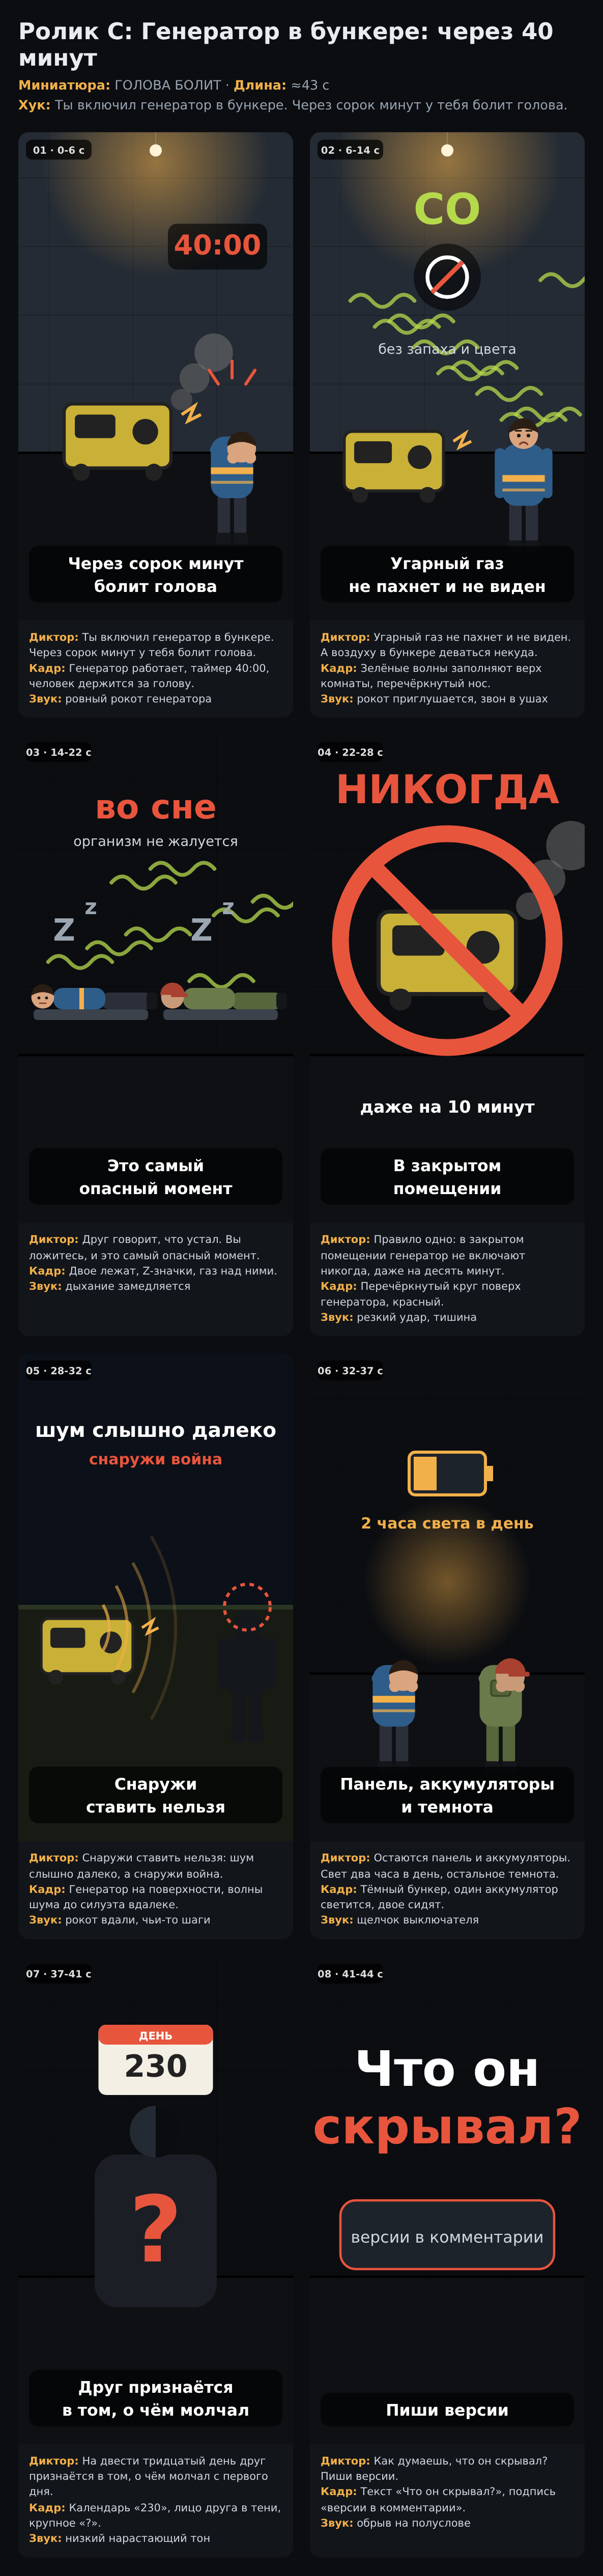 Ролик C: Генератор в бункере: через 40
минут
Миниатюра: ГОЛОВА БОЛИТ · Длина: ≈43 с
Хук: Ты включил генератор в бункере. Через сорок минут у тебя болит голова.
01 · 0-6 с
40:00
Через сорок минут
болит голова
Диктор: Ты включил генератор в бункере.
Через сорок минут у тебя болит голова.
Кадр: Генератор работает, таймер 40:00,
человек держится за голову.
Звук: ровный рокот генератора
02 · 6-14 с
CO
без запаха и цвета
Угарный газ
не пахнет и не виден
Диктор: Угарный газ не пахнет и не виден.
А воздуху в бункере деваться некуда.
Кадр: Зелёные волны заполняют верх
комнаты, перечёркнутый нос.
Звук: рокот приглушается, звон в ушах
03 · 14-22 с
во сне
организм не жалуется
Z z Z z
Это самый
опасный момент
Диктор: Друг говорит, что устал. Вы
ложитесь, и это самый опасный момент.
Кадр: Двое лежат, Z-значки, газ над ними.
Звук: дыхание замедляется
04 · 22-28 с
НИКОГДА
даже на 10 минут
В закрытом
помещении
Диктор: Правило одно: в закрытом
помещении генератор не включают
никогда, даже на десять минут.
Кадр: Перечёркнутый круг поверх
генератора, красный.
Звук: резкий удар, тишина
05 · 28-32 с
шум слышно далеко
снаружи война
Снаружи
ставить нельзя
Диктор: Снаружи ставить нельзя: шум
слышно далеко, а снаружи война.
Кадр: Генератор на поверхности, волны
шума до силуэта вдалеке.
Звук: рокот вдали, чьи-то шаги
06 · 32-37 с
2 часа света в день
Панель, аккумуляторы
и темнота
Диктор: Остаются панель и аккумуляторы.
Свет два часа в день, остальное темнота.
Кадр: Тёмный бункер, один аккумулятор
светится, двое сидят.
Звук: щелчок выключателя
07 · 37-41 с
ДЕНЬ
230
?
Друг признаётся
в том, о чём молчал
Диктор: На двести тридцатый день друг
признаётся в том, о чём молчал с первого
дня.
Кадр: Календарь «230», лицо друга в тени,
крупное «?».
Звук: низкий нарастающий тон
08 · 41-44 с
Что он
скрывал?
версии в комментарии
Пиши версии
Диктор: Как думаешь, что он скрывал?
Пиши версии.
Кадр: Текст «Что он скрывал?», подпись
«версии в комментарии».
Звук: обрыв на полуслове